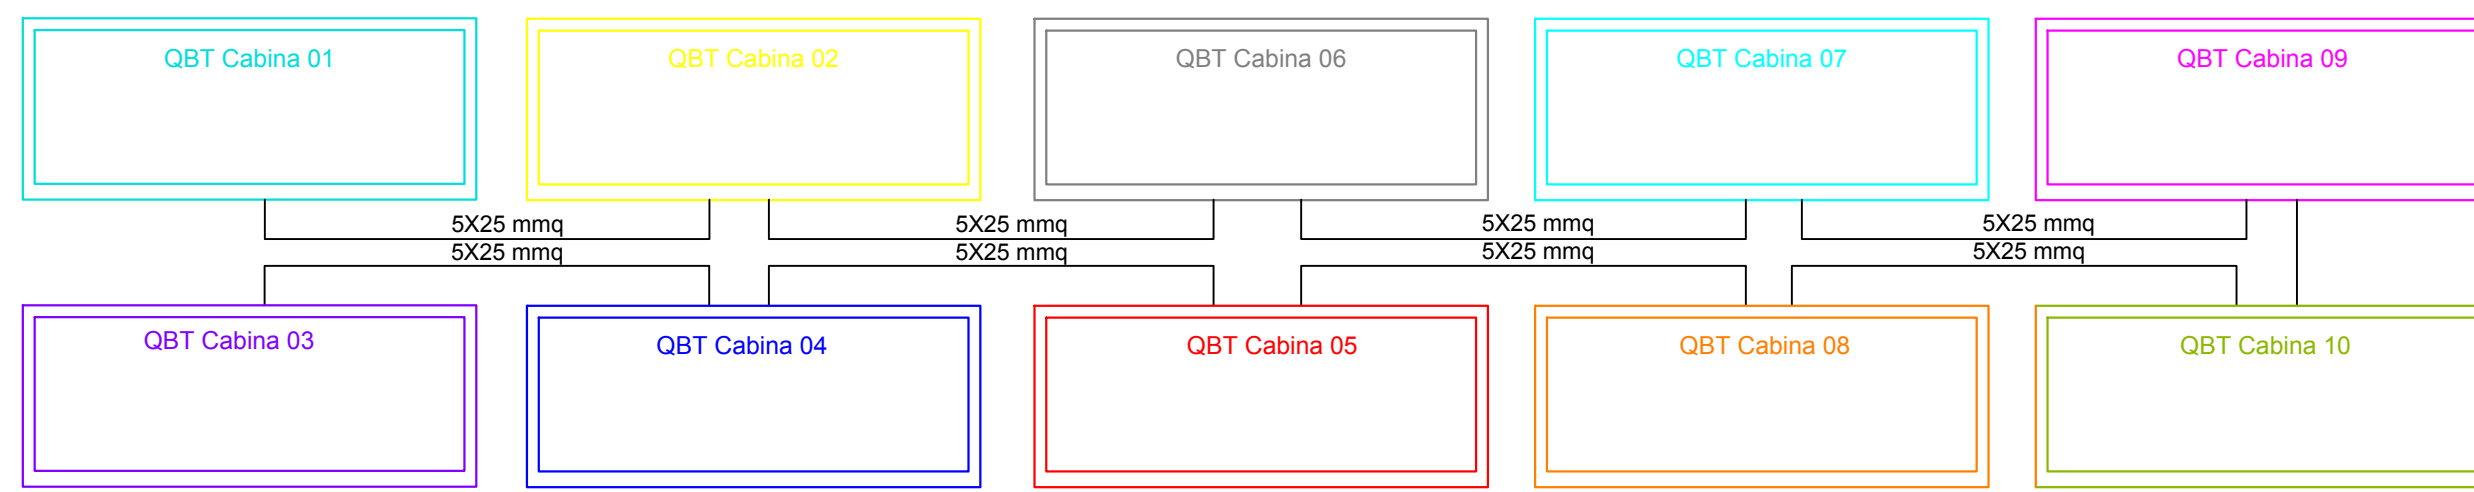 QBT Cabina 01
QBT Cabina 02
QBT Cabina 06
QBT Cabina 07
QBT Cabina 09
5X25 mmq
5X25 mmq
5X25 mmq
5X25 mmq
5X25 mmq
5X25 mmq
5X25 mmq
5X25 mmq
QBT Cabina 03
QBT Cabina 04
QBT Cabina 05
QBT Cabina 08
QBT Cabina 10